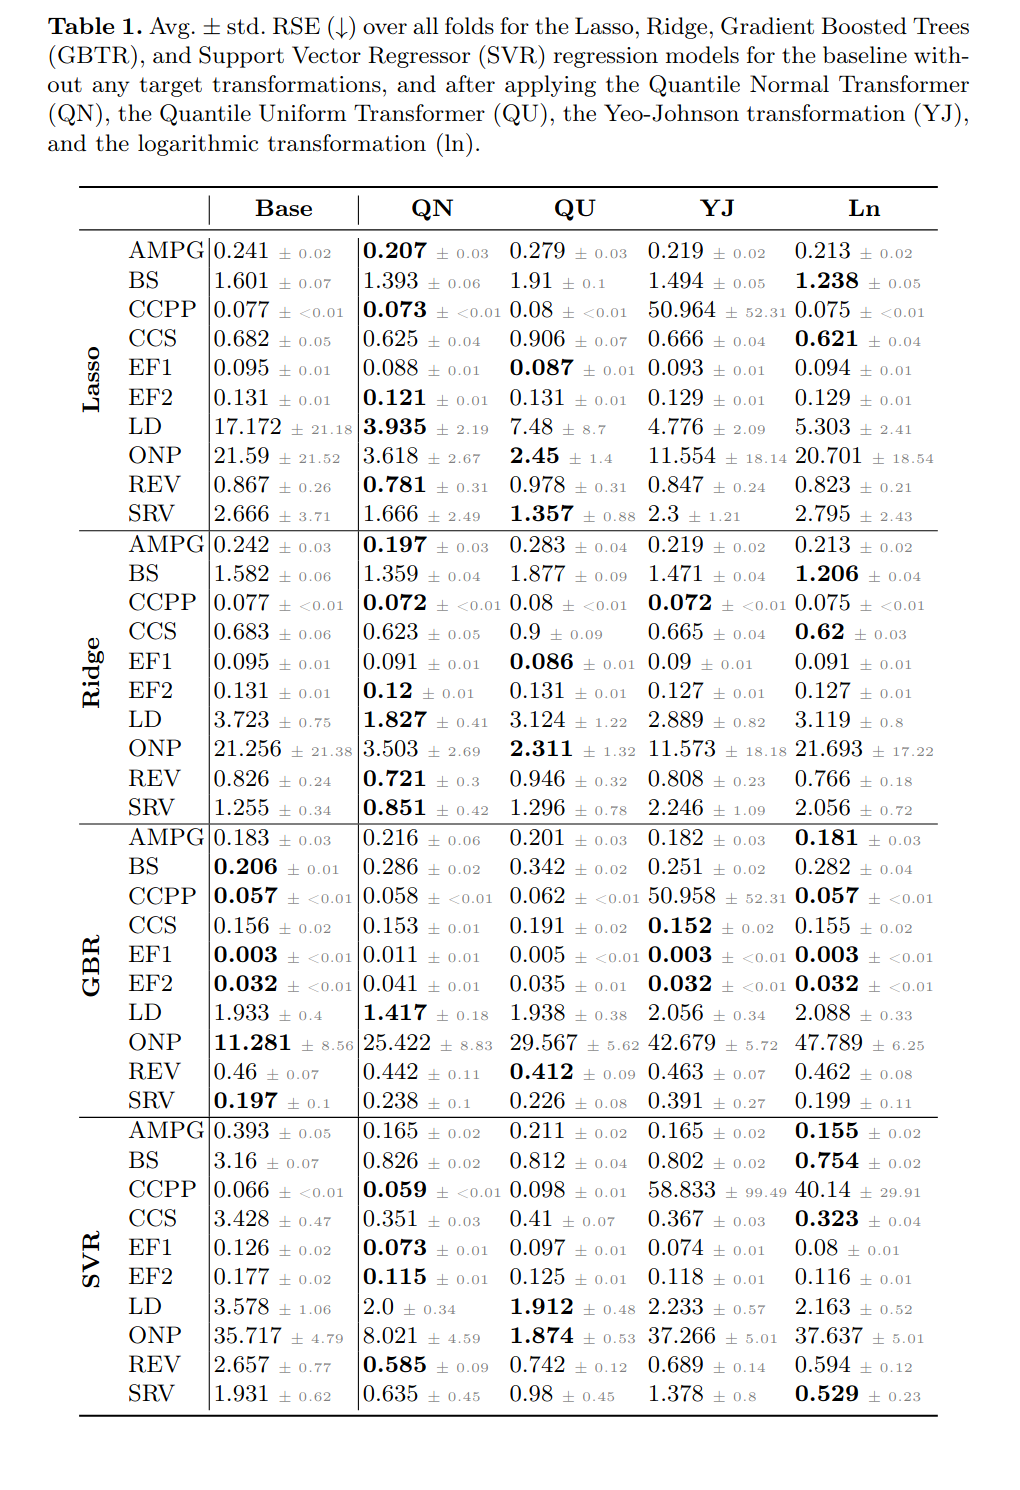 Table 1. Avg. ± std. RSE (↓) over all folds for the Lasso, Ridge, Gradient Boosted Trees
(GBTR), and Support Vector Regressor (SVR) regression models for the baseline with-
out any target transformations, and after applying the Quantile Normal Transformer
(QN), the Quantile Uniform Transformer (QU), the Yeo-Johnson transformation (YJ),
and the logarithmic transformation (ln).
Base QN QU YJ Ln
Lasso
AMPG 0.241 ± 0.02 0.207 ± 0.03 0.279 ± 0.03 0.219 ± 0.02 0.213 ± 0.02
BS 1.601 ± 0.07 1.393 ± 0.06 1.91 ± 0.1 1.494 ± 0.05 1.238 ± 0.05
CCPP 0.077 ± <0.01 0.073 ± <0.01 0.08 ± <0.01 50.964 ± 52.31 0.075 ± <0.01
CCS 0.682 ± 0.05 0.625 ± 0.04 0.906 ± 0.07 0.666 ± 0.04 0.621 ± 0.04
EF1 0.095 ± 0.01 0.088 ± 0.01 0.087 ± 0.01 0.093 ± 0.01 0.094 ± 0.01
EF2 0.131 ± 0.01 0.121 ± 0.01 0.131 ± 0.01 0.129 ± 0.01 0.129 ± 0.01
LD 17.172 ± 21.18 3.935 ± 2.19 7.48 ± 8.7 4.776 ± 2.09 5.303 ± 2.41
ONP 21.59 ± 21.52 3.618 ± 2.67 2.45 ± 1.4 11.554 ± 18.14 20.701 ± 18.54
REV 0.867 ± 0.26 0.781 ± 0.31 0.978 ± 0.31 0.847 ± 0.24 0.823 ± 0.21
SRV 2.666 ± 3.71 1.666 ± 2.49 1.357 ± 0.88 2.3 ± 1.21 2.795 ± 2.43
Ridge
AMPG 0.242 ± 0.03 0.197 ± 0.03 0.283 ± 0.04 0.219 ± 0.02 0.213 ± 0.02
BS 1.582 ± 0.06 1.359 ± 0.04 1.877 ± 0.09 1.471 ± 0.04 1.206 ± 0.04
CCPP 0.077 ± <0.01 0.072 ± <0.01 0.08 ± <0.01 0.072 ± <0.01 0.075 ± <0.01
CCS 0.683 ± 0.06 0.623 ± 0.05 0.9 ± 0.09 0.665 ± 0.04 0.62 ± 0.03
EF1 0.095 ± 0.01 0.091 ± 0.01 0.086 ± 0.01 0.09 ± 0.01 0.091 ± 0.01
EF2 0.131 ± 0.01 0.12 ± 0.01 0.131 ± 0.01 0.127 ± 0.01 0.127 ± 0.01
LD 3.723 ± 0.75 1.827 ± 0.41 3.124 ± 1.22 2.889 ± 0.82 3.119 ± 0.8
ONP 21.256 ± 21.38 3.503 ± 2.69 2.311 ± 1.32 11.573 ± 18.18 21.693 ± 17.22
REV 0.826 ± 0.24 0.721 ± 0.3 0.946 ± 0.32 0.808 ± 0.23 0.766 ± 0.18
SRV 1.255 ± 0.34 0.851 ± 0.42 1.296 ± 0.78 2.246 ± 1.09 2.056 ± 0.72
GBR
AMPG 0.183 ± 0.03 0.216 ± 0.06 0.201 ± 0.03 0.182 ± 0.03 0.181 ± 0.03
BS 0.206 ± 0.01 0.286 ± 0.02 0.342 ± 0.02 0.251 ± 0.02 0.282 ± 0.04
CCPP 0.057 ± <0.01 0.058 ± <0.01 0.062 ± <0.01 50.958 ± 52.31 0.057 ± <0.01
CCS 0.156 ± 0.02 0.153 ± 0.01 0.191 ± 0.02 0.152 ± 0.02 0.155 ± 0.02
EF1 0.003 ± <0.01 0.011 ± 0.01 0.005 ± <0.01 0.003 ± <0.01 0.003 ± <0.01
EF2 0.032 ± <0.01 0.041 ± 0.01 0.035 ± 0.01 0.032 ± <0.01 0.032 ± <0.01
LD 1.933 ± 0.4 1.417 ± 0.18 1.938 ± 0.38 2.056 ± 0.34 2.088 ± 0.33
ONP 11.281 ± 8.56 25.422 ± 8.83 29.567 ± 5.62 42.679 ± 5.72 47.789 ± 6.25
REV 0.46 ± 0.07 0.442 ± 0.11 0.412 ± 0.09 0.463 ± 0.07 0.462 ± 0.08
SRV 0.197 ± 0.1 0.238 ± 0.1 0.226 ± 0.08 0.391 ± 0.27 0.199 ± 0.11
SVR
AMPG 0.393 ± 0.05 0.165 ± 0.02 0.211 ± 0.02 0.165 ± 0.02 0.155 ± 0.02
BS 3.16 ± 0.07 0.826 ± 0.02 0.812 ± 0.04 0.802 ± 0.02 0.754 ± 0.02
CCPP 0.066 ± <0.01 0.059 ± <0.01 0.098 ± 0.01 58.833 ± 99.49 40.14 ± 29.91
CCS 3.428 ± 0.47 0.351 ± 0.03 0.41 ± 0.07 0.367 ± 0.03 0.323 ± 0.04
EF1 0.126 ± 0.02 0.073 ± 0.01 0.097 ± 0.01 0.074 ± 0.01 0.08 ± 0.01
EF2 0.177 ± 0.02 0.115 ± 0.01 0.125 ± 0.01 0.118 ± 0.01 0.116 ± 0.01
LD 3.578 ± 1.06 2.0 ± 0.34 1.912 ± 0.48 2.233 ± 0.57 2.163 ± 0.52
ONP 35.717 ± 4.79 8.021 ± 4.59 1.874 ± 0.53 37.266 ± 5.01 37.637 ± 5.01
REV 2.657 ± 0.77 0.585 ± 0.09 0.742 ± 0.12 0.689 ± 0.14 0.594 ± 0.12
SRV 1.931 ± 0.62 0.635 ± 0.45 0.98 ± 0.45 1.378 ± 0.8 0.529 ± 0.23